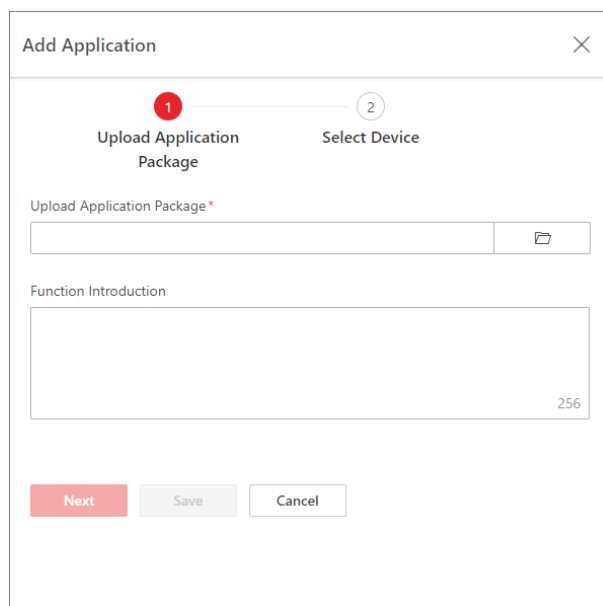 Add Application
1
2
Upload Application
Package
Select Device
Upload Application Package*
Function Introduction
256
Next
Save
Cancel